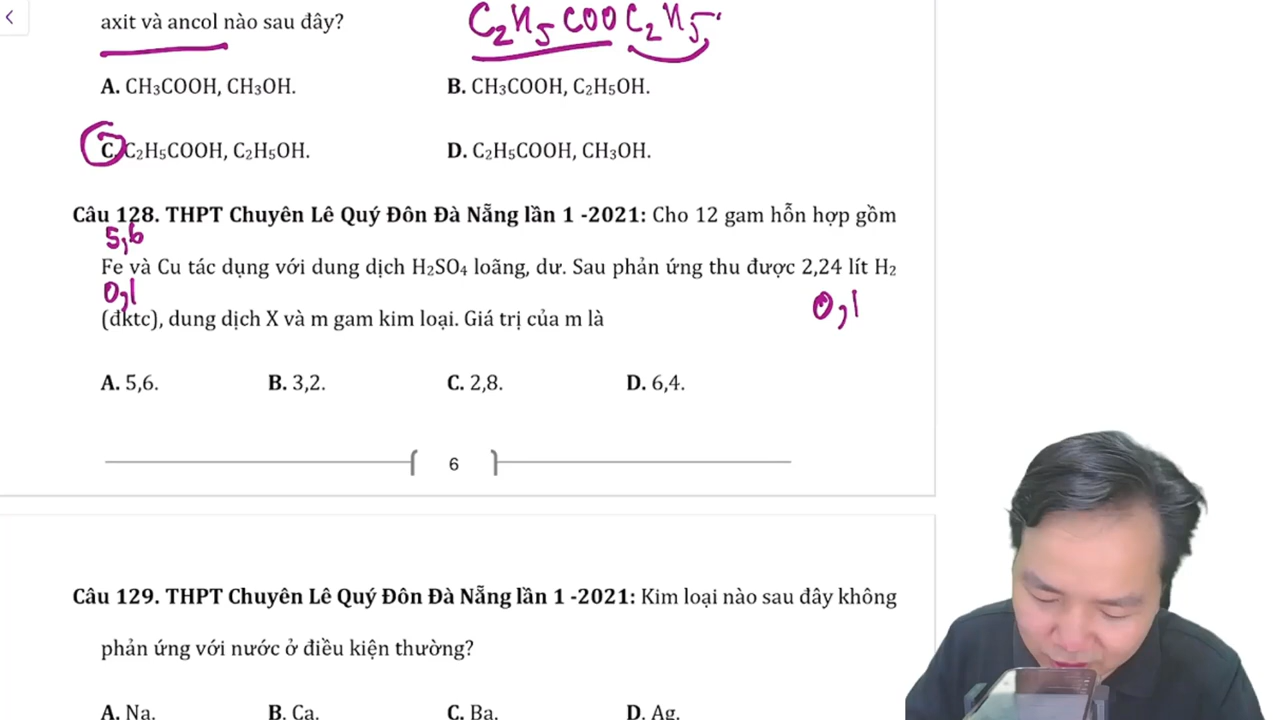 axit và ancol nào sau đây?
C₂H₅COOC₂H₅
A. CH₃COOH, CH₃OH.
B. CH₃COOH, C₂H₅OH.
C. C₂H₅COOH, C₂H₅OH.
D. C₂H₅COOH, CH₃OH.
Câu 128. THPT Chuyên Lê Quý Đôn Đà Nẵng lần 1 -2021: Cho 12 gam hỗn hợp gồm
5,6
Fe và Cu tác dụng với dung dịch H₂SO₄ loãng, dư. Sau phản ứng thu được 2,24 lít H₂
0,1
0,1
(đktc), dung dịch X và m gam kim loại. Giá trị của m là
A. 5,6.
B. 3,2.
C. 2,8.
D. 6,4.
6
Câu 129. THPT Chuyên Lê Quý Đôn Đà Nẵng lần 1 -2021: Kim loại nào sau đây không
phản ứng với nước ở điều kiện thường?
A. Na.
B. Ca.
C. Ba.
D. Ag.